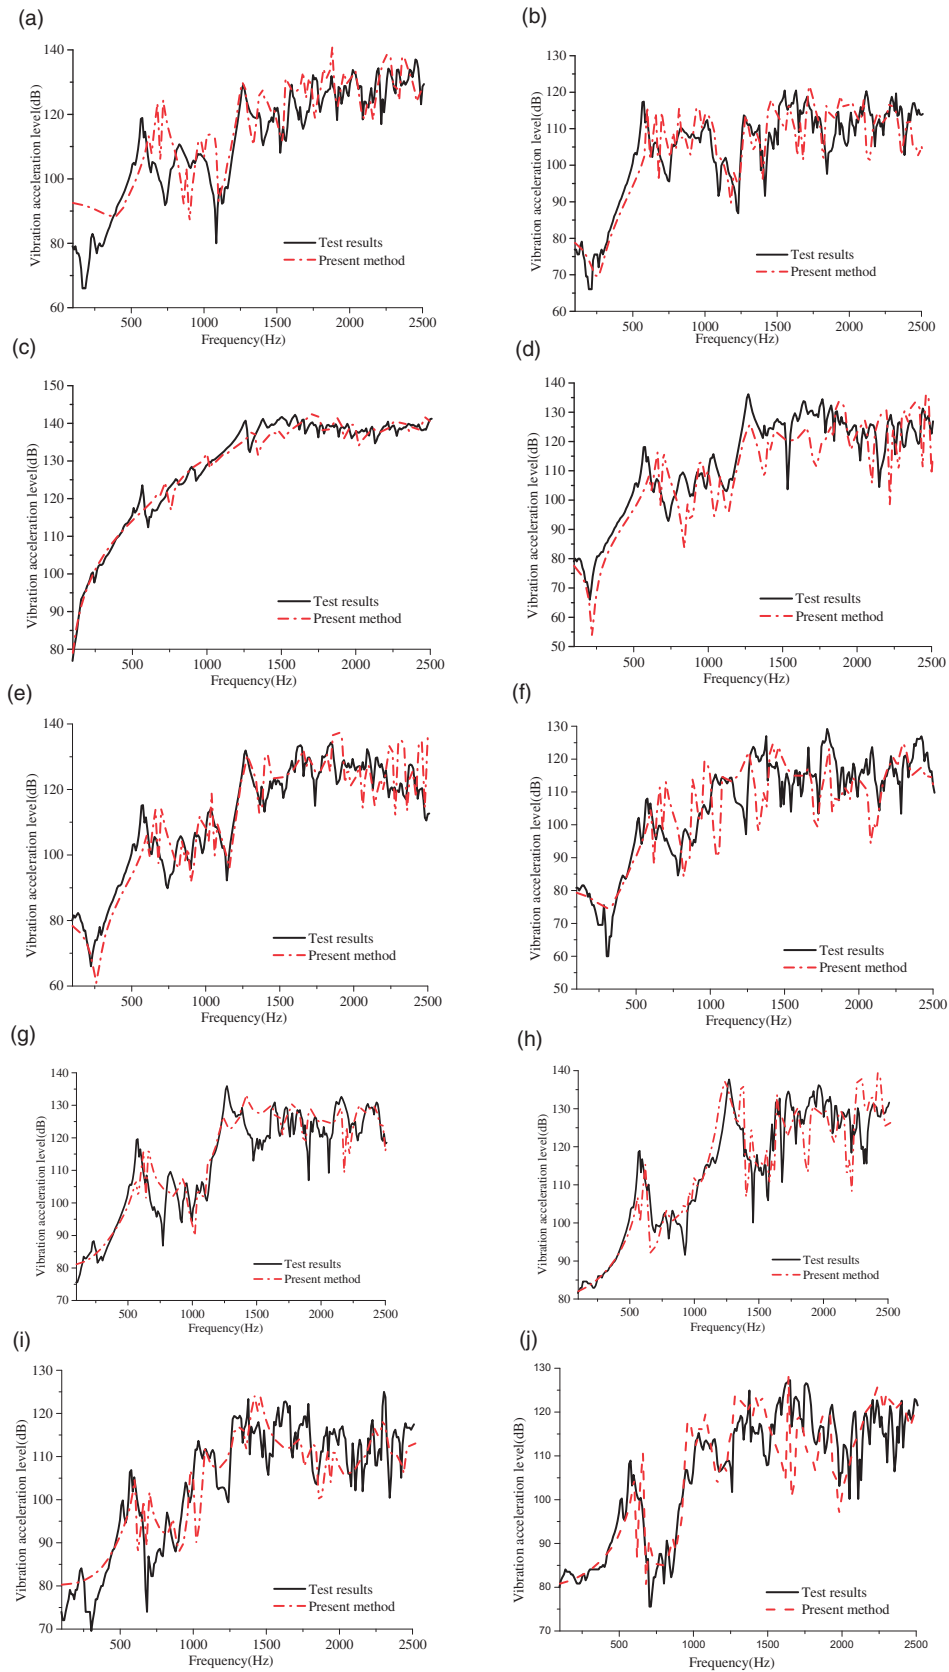 (a)
140
130
120
110
100
90
80
70
60
500
1000
1500
2000
2500
Vibration acceleration level(dB)
Frequency(Hz)
Test results
Present method
(b)
130
120
110
100
90
80
70
60
500
1000
1500
2000
2500
Vibration acceleration level(dB)
Frequency(Hz)
Test results
Present method
(c)
150
140
130
120
110
100
90
80
500
1000
1500
2000
2500
Vibration acceleration level(dB)
Frequency(Hz)
Test results
Present method
(d)
140
130
120
110
100
90
80
70
60
50
500
1000
1500
2000
2500
Vibration acceleration level(dB)
Frequency(Hz)
Test results
Present method
(e)
140
120
100
80
60
500
1000
1500
2000
2500
Vibration acceleration level(dB)
Frequency(Hz)
Test results
Present method
(f)
130
120
110
100
90
80
70
60
50
500
1000
1500
2000
2500
Vibration acceleration level(dB)
Frequency(Hz)
Test results
Present method
(g)
140
130
120
110
100
90
80
70
500
1000
1500
2000
2500
Vibration acceleration level(dB)
Frequency(Hz)
Test results
Present method
(h)
140
130
120
110
100
90
80
500
1000
1500
2000
2500
Vibration acceleration level(dB)
Frequency(Hz)
Test results
Present method
(i)
130
120
110
100
90
80
70
500
1000
1500
2000
2500
Vibration acceleration level(dB)
Frequency(Hz)
Test results
Present method
(j)
130
120
110
100
90
80
70
500
1000
1500
2000
2500
Vibration acceleration level(dB)
Frequency(Hz)
Test results
Present method